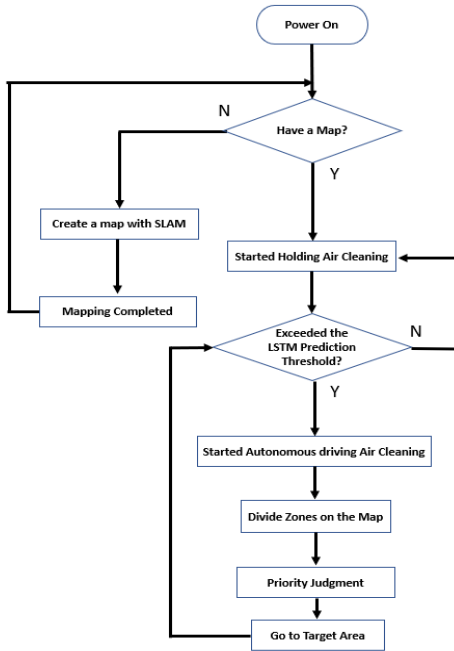 Power On
N
Have a Map?
Y
Create a map with SLAM
Started Holding Air Cleaning
Mapping Completed
Exceeded the
LSTM Prediction
Threshold?
N
Y
Started Autonomous driving Air Cleaning
Divide Zones on the Map
Priority Judgment
Go to Target Area